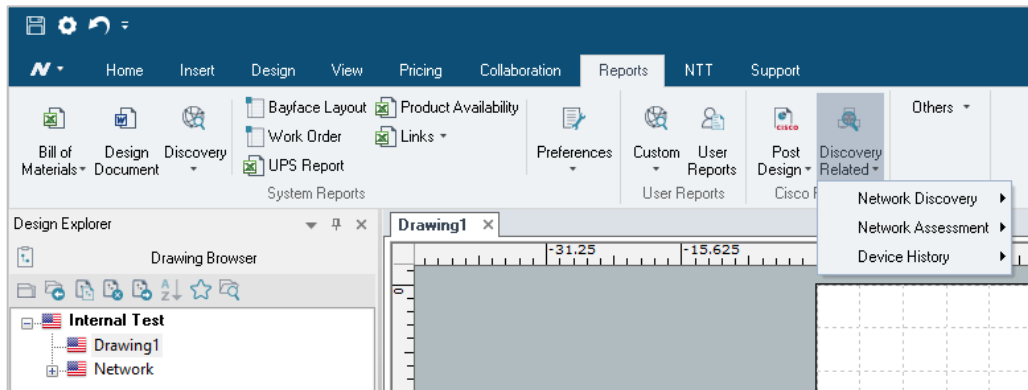 N
Home Insert Design View Pricing Collaboration Reports NTT Support
Bill of Materials
Design Document
Discovery
Bayface Layout
Work Order
UPS Report
Product Availability
Links
System Reports
Preferences
Custom
User Reports
User Reports
CISCO
Post Design
Discovery Related
Cisco
Others
Network Discovery
Network Assessment
Device History
Design Explorer
Drawing Browser
A
Z
Internal Test
Drawing1
Network
Drawing1
-31.25 -15.625
0